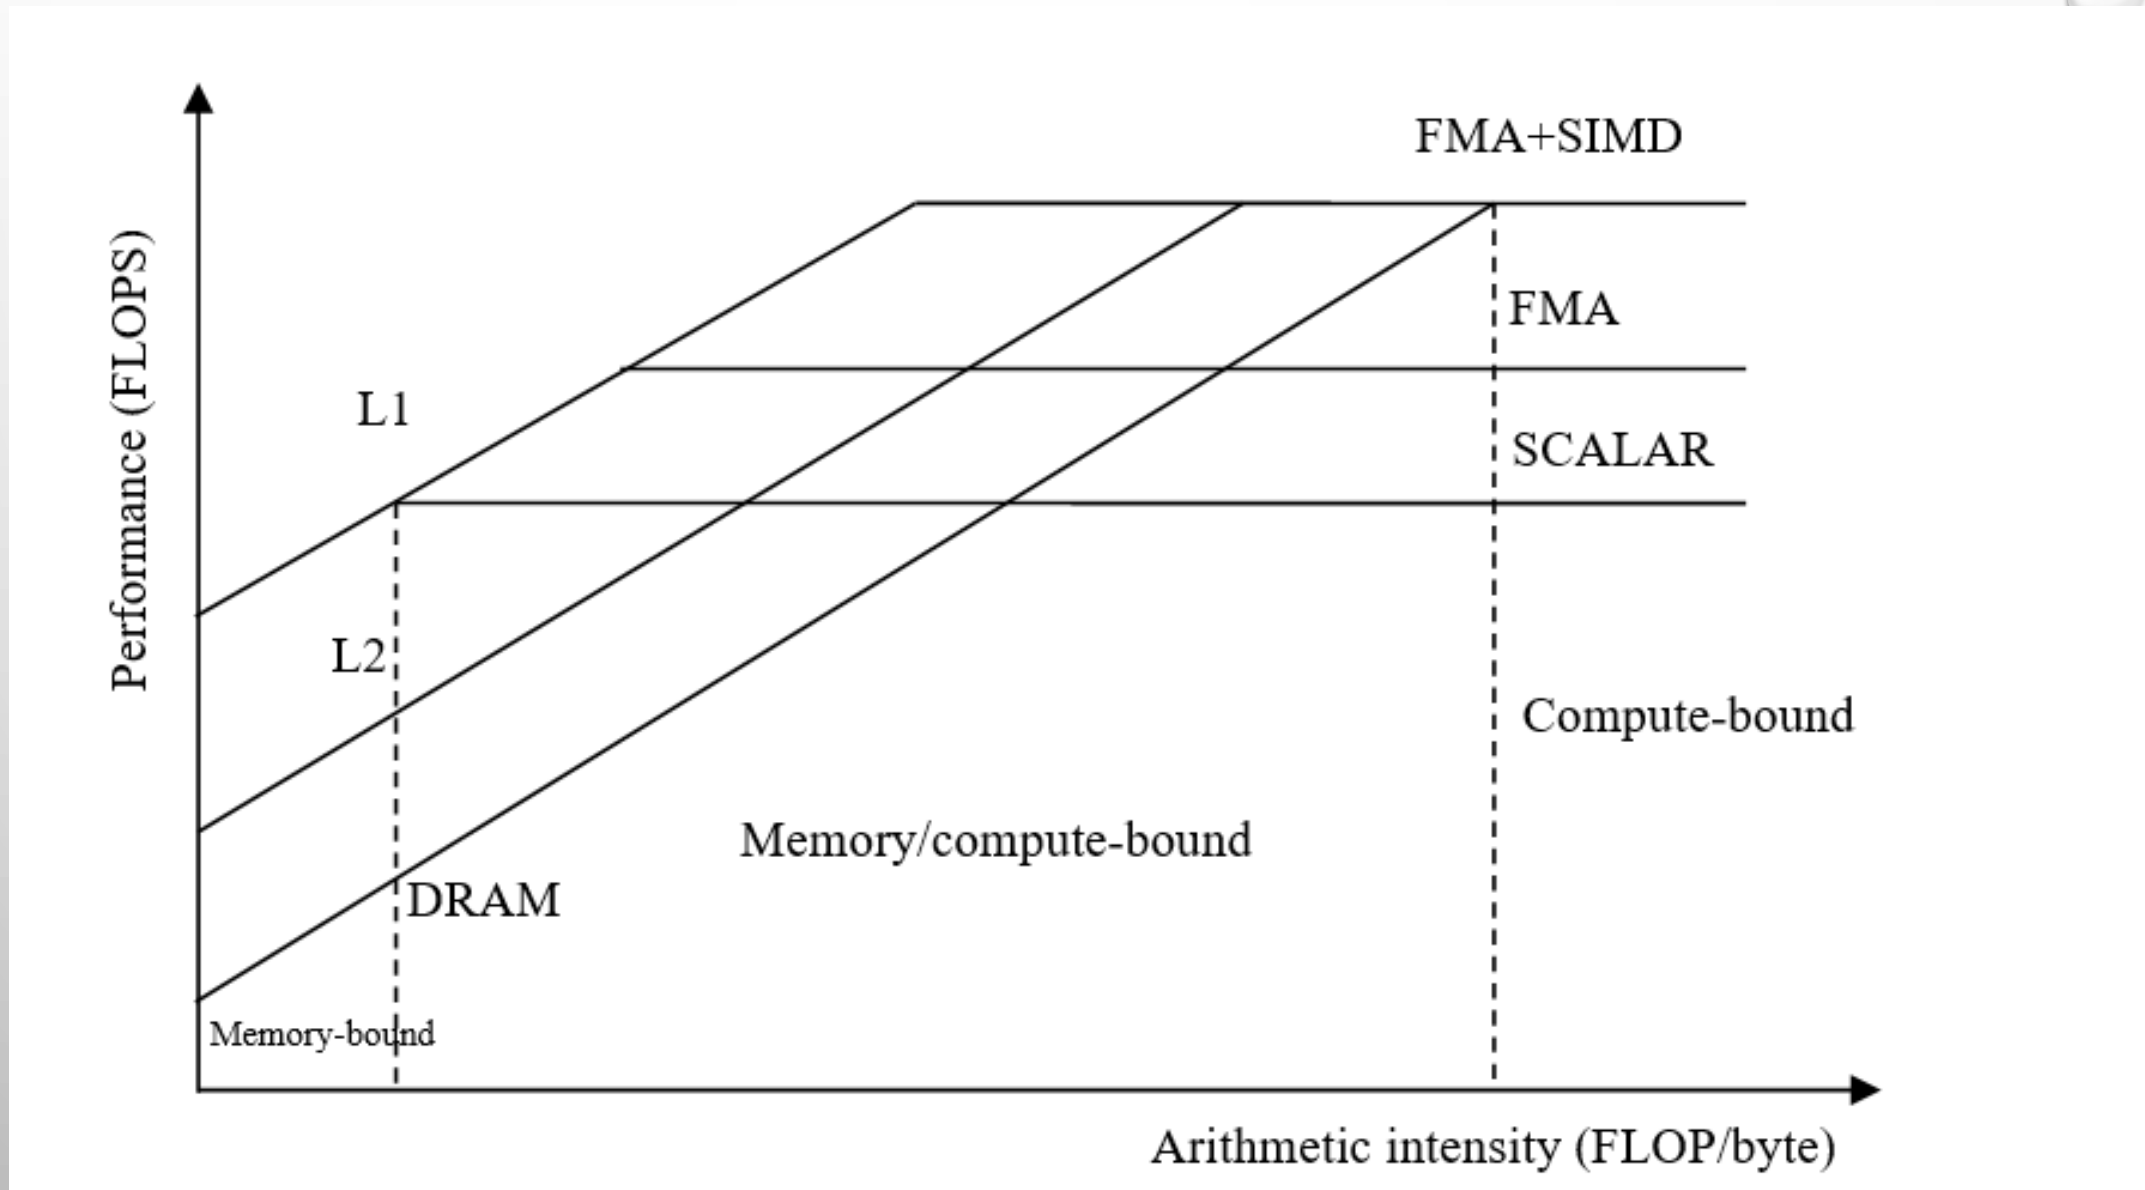 FMA+SIMD
Performance (FLOPS)
FMA
L1
SCALAR
L2
Compute-bound
Memory/compute-bound
DRAM
Memory-bound
Arithmetic intensity (FLOP/byte)